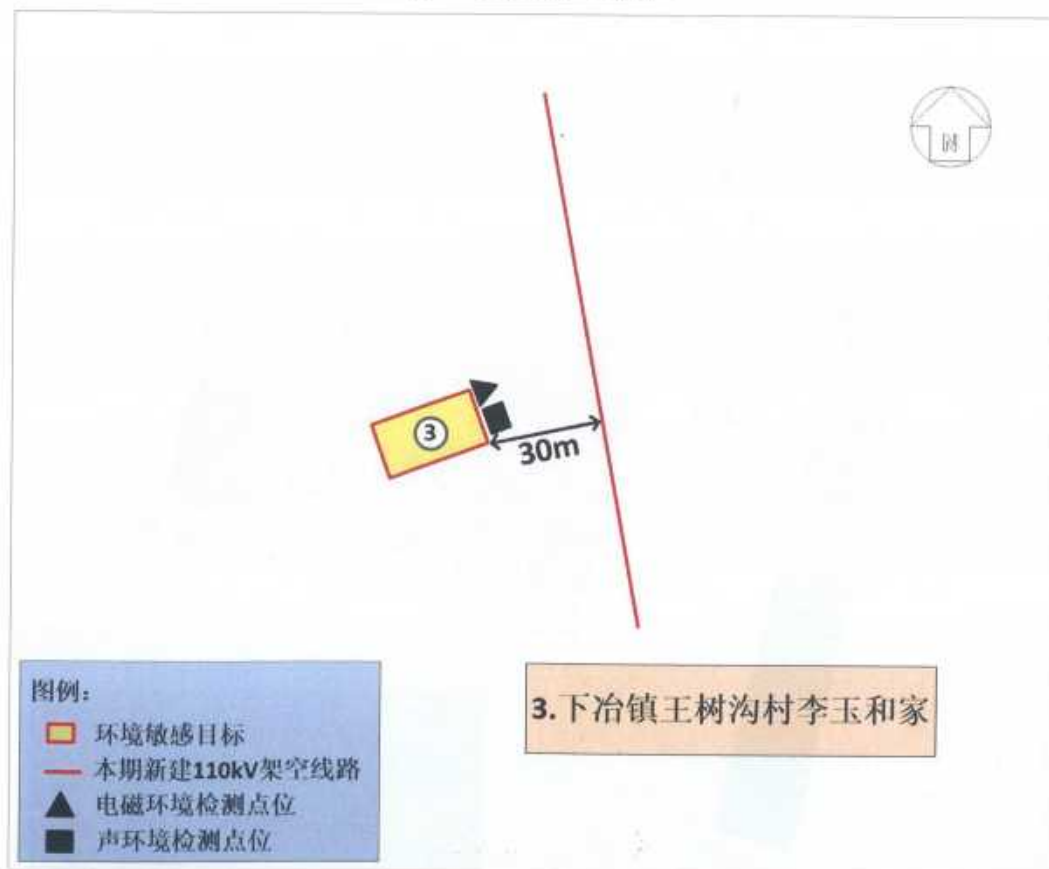 N
③
30m
图例：
环境敏感目标
本期新建110kV架空线路
电磁环境检测点位
声环境检测点位
3.下冶镇王树沟村李玉和家